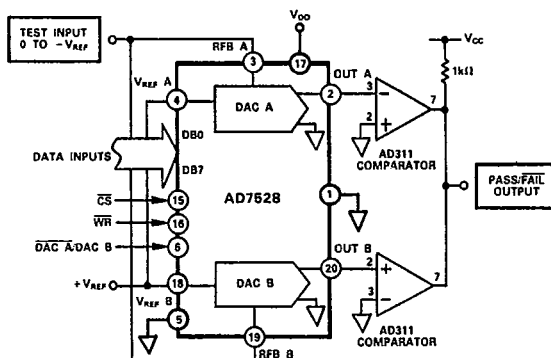 TEST INPUT
0 TO -VREF
VDD
RFB A
3
17
VCC
1kΩ
VREF A
4
DAC A
OUT A
2
3
-
2
+
7
AD311
COMPARATOR
DATA INPUTS
DB0
DB7
AD7528
1
PASS/FAIL
OUTPUT
CS
15
WR
16
DAC A/DAC B
6
+VREF
18
VREF B
5
DAC B
OUT B
20
2
+
3
-
7
AD311
COMPARATOR
19
RFB B